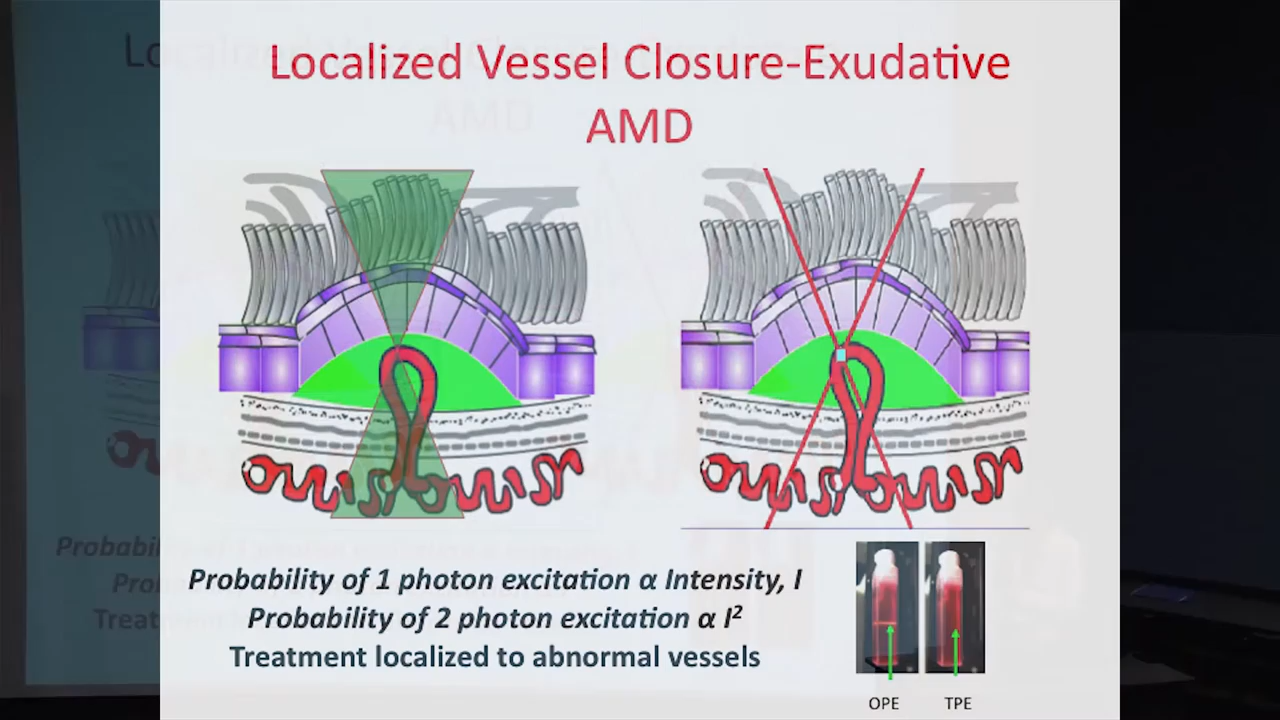 Localized Vessel Closure-Exudative
AMD
Probability of 1 photon excitation α Intensity, I
Probability of 2 photon excitation α I²
Treatment localized to abnormal vessels
OPE
TPE